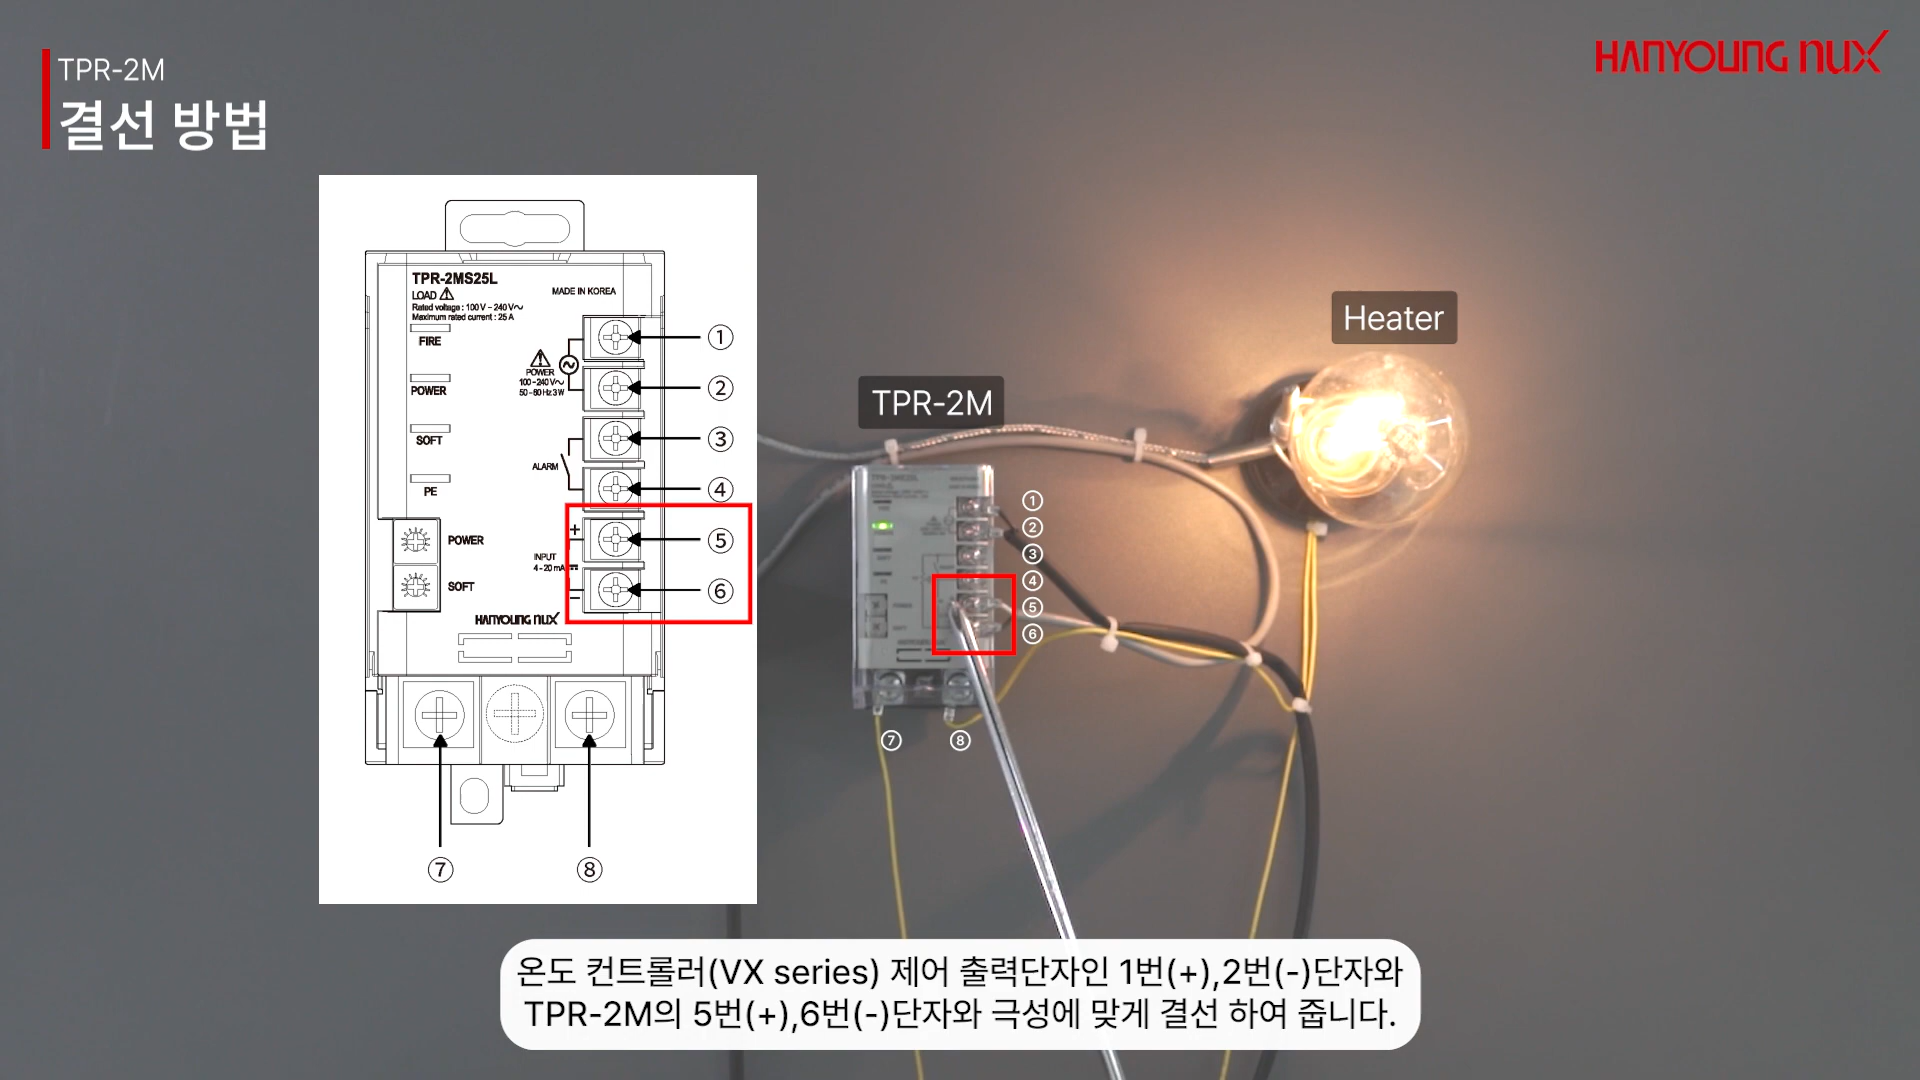 TPR-2M
결선 방법
HANYOUNG nux
TPR-2MS25L
LOAD ⚠
Rated voltage : 100 V - 240 V~
Maximum rated current : 25 A
MADE IN KOREA
FIRE
POWER
SOFT
PE
POWER
100-240 V~
50-60 Hz 3 W
ALARM
+
INPUT
4-20 mA
-
POWER
SOFT
HANYOUNG nux
①
②
③
④
⑤
⑥
⑦
⑧
TPR-2M
Heater
①
②
③
④
⑤
⑥
⑦
⑧
온도 컨트롤러(VX series) 제어 출력단자인 1번(+),2번(-)단자와
TPR-2M의 5번(+),6번(-)단자와 극성에 맞게 결선 하여 줍니다.